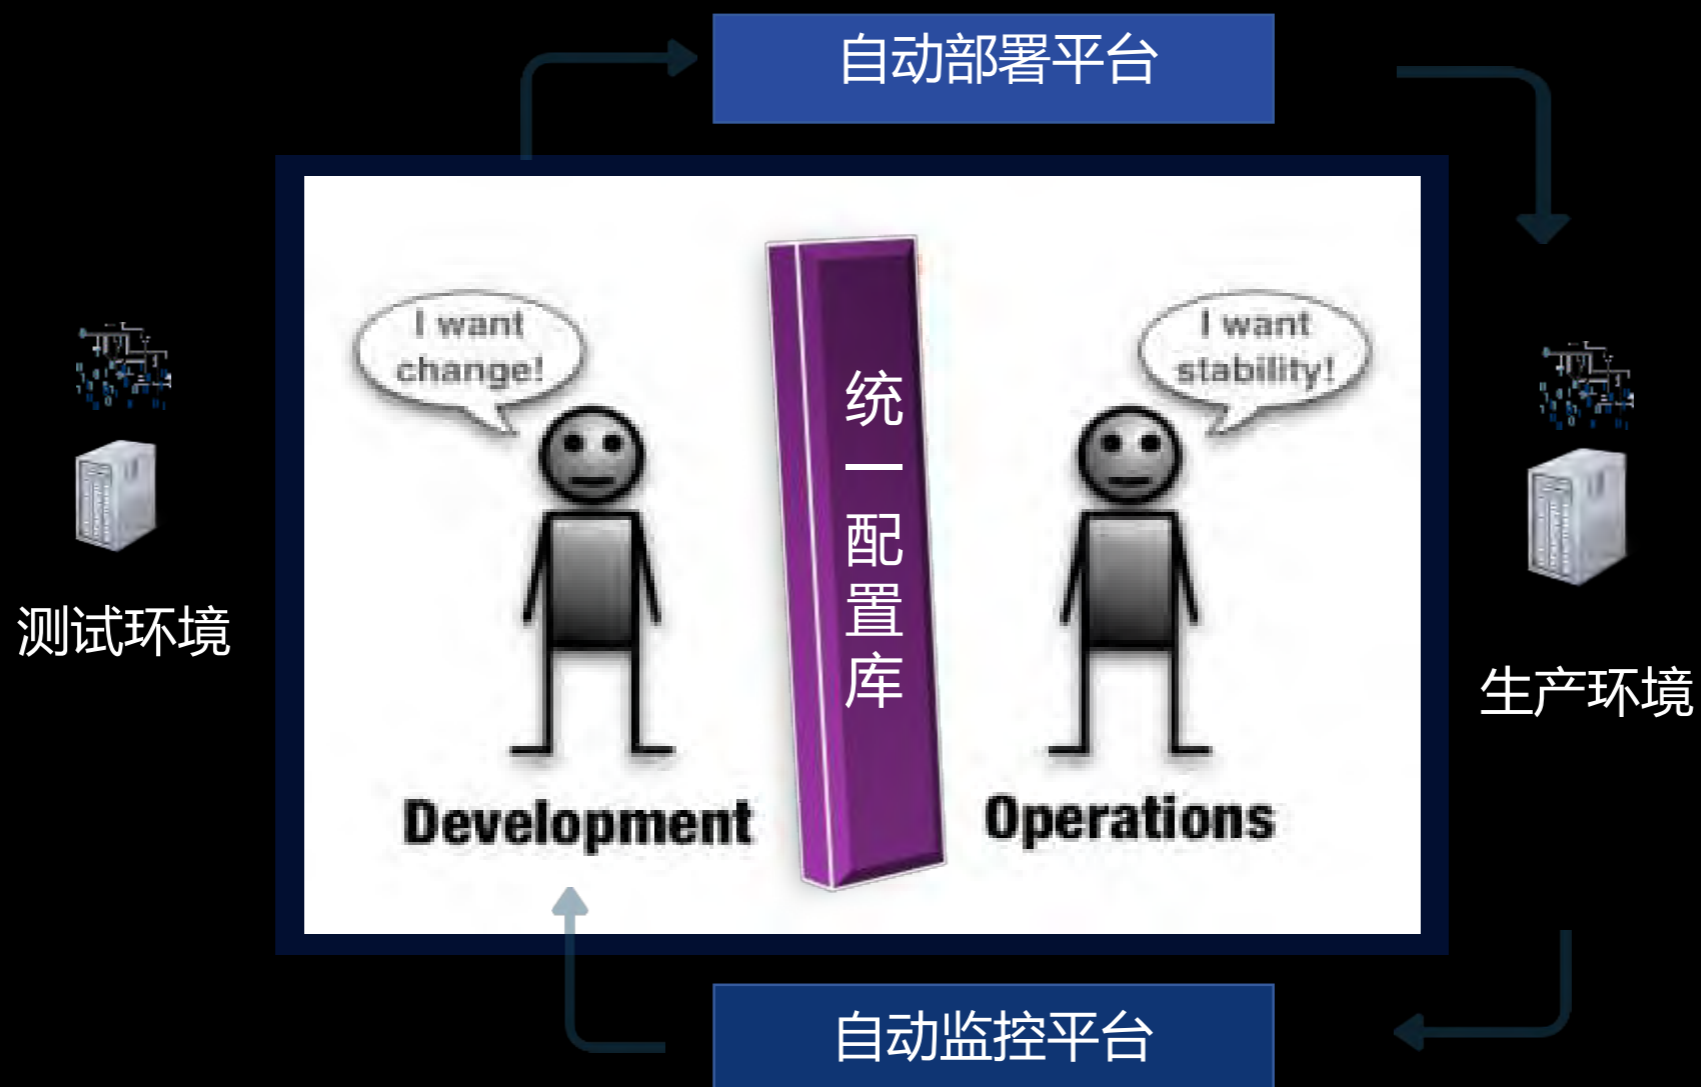 自动部署平台
I want
change!
I want
stability!
统
一
配
置
库
测试环境
生产环境
Development
Operations
自动监控平台